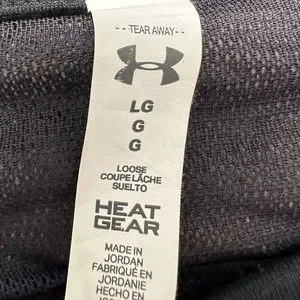 --TEAR AWAY--
LG
G
G
LOOSE
COUPE LÂCHE
SUELTO
HEAT
GEAR
MADE IN
JORDAN
FABRIQUÉ EN
JORDANIE
HECHO EN